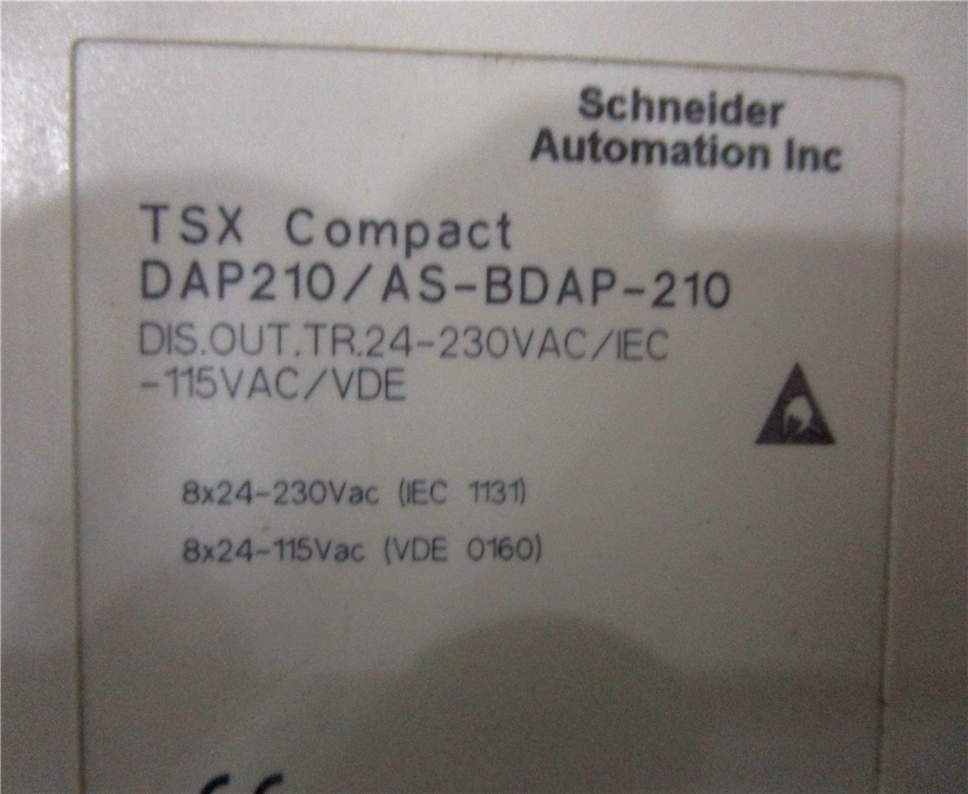 Schneider
Automation Inc
TSX Compact
DAP210/AS-BDAP-210
DIS.OUT.TR.24-230VAC/IEC
-115VAC/VDE
8x24-230Vac (IEC 1131)
8x24-115Vac (VDE 0160)